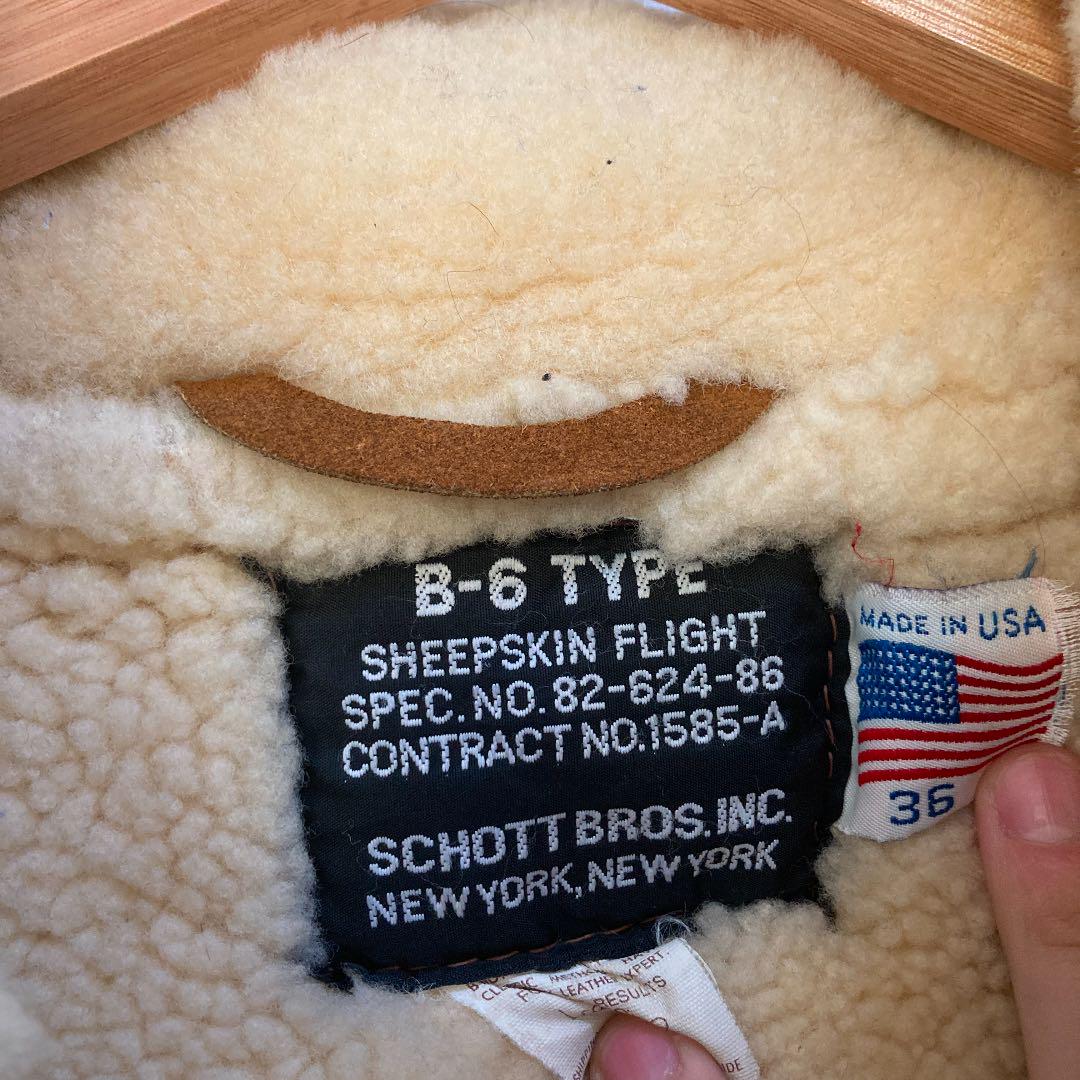 B-6 TYPE
SHEEPSKIN FLIGHT
SPEC. NO. 82-624-86
CONTRACT NO.1585-A
SCHOTT BROS. INC.
NEW YORK, NEW YORK
MADE IN USA
36
RESULTS